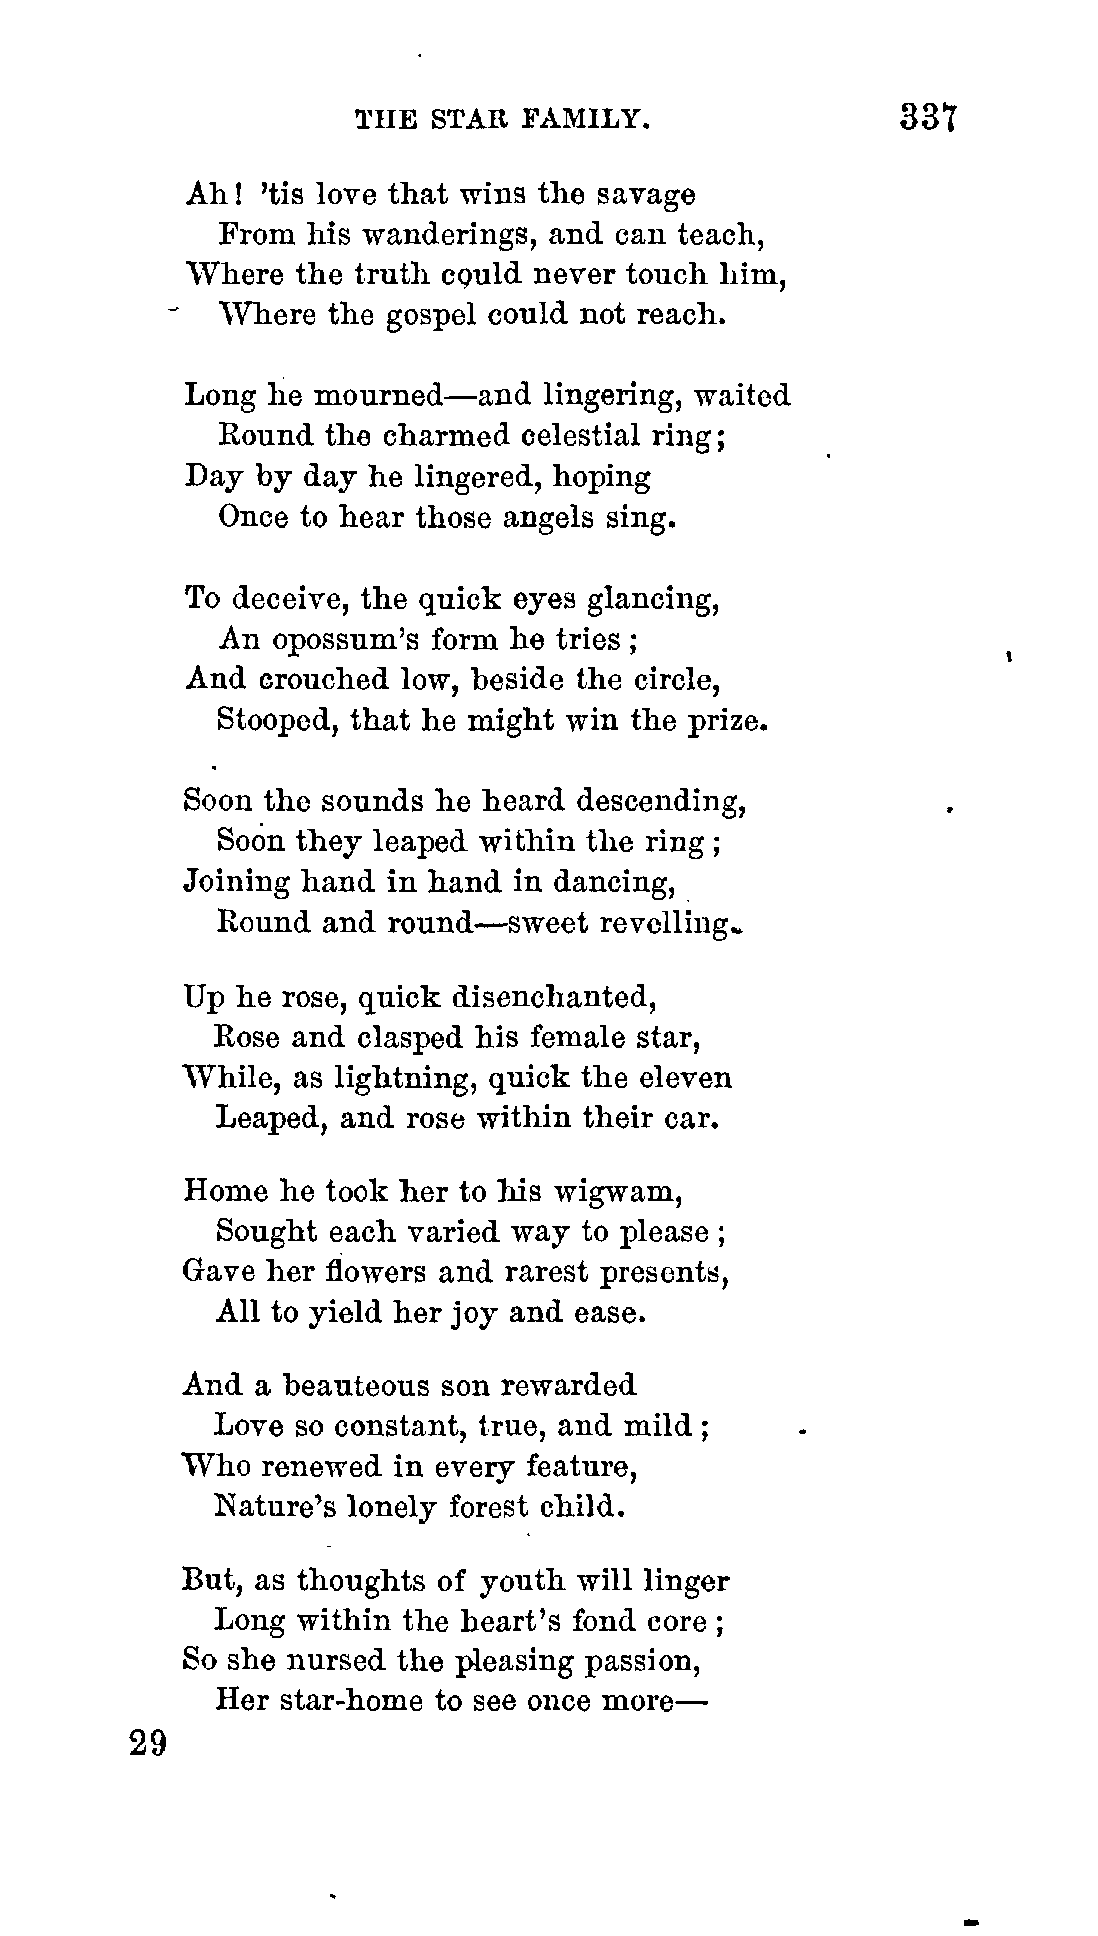 THE STAR FAMILY. 337
Ah! 'tis love that wins the savage
From his wanderings, and can teach,
Where the truth could never touch him,
Where the gospel could not reach.
Long he mourned—and lingering, waited
Round the charmed celestial ring;
Day by day he lingered, hoping
Once to hear those angels sing.
To deceive, the quick eyes glancing,
An opossum's form he tries;
And crouched low, beside the circle,
Stooped, that he might win the prize.
Soon the sounds he heard descending,
Soon they leaped within the ring;
Joining hand in hand in dancing,
Round and round—sweet revelling.
Up he rose, quick disenchanted,
Rose and clasped his female star,
While, as lightning, quick the eleven
Leaped, and rose within their car.
Home he took her to his wigwam,
Sought each varied way to please;
Gave her flowers and rarest presents,
All to yield her joy and ease.
And a beauteous son rewarded
Love so constant, true, and mild;
Who renewed in every feature,
Nature's lonely forest child.
But, as thoughts of youth will linger
Long within the heart's fond core;
So she nursed the pleasing passion,
Her star-home to see once more—
29